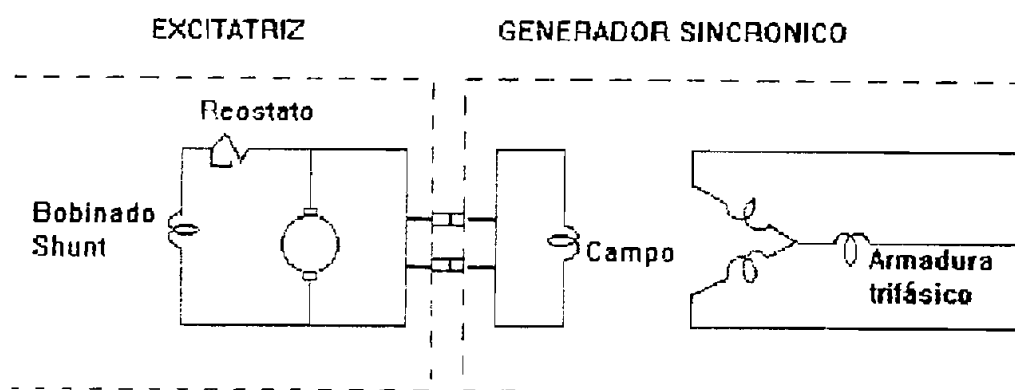 EXCITATRIZ
GENERADOR SINCRONICO
Reostato
Bobinado
Shunt
Campo
Armadura
trifásico